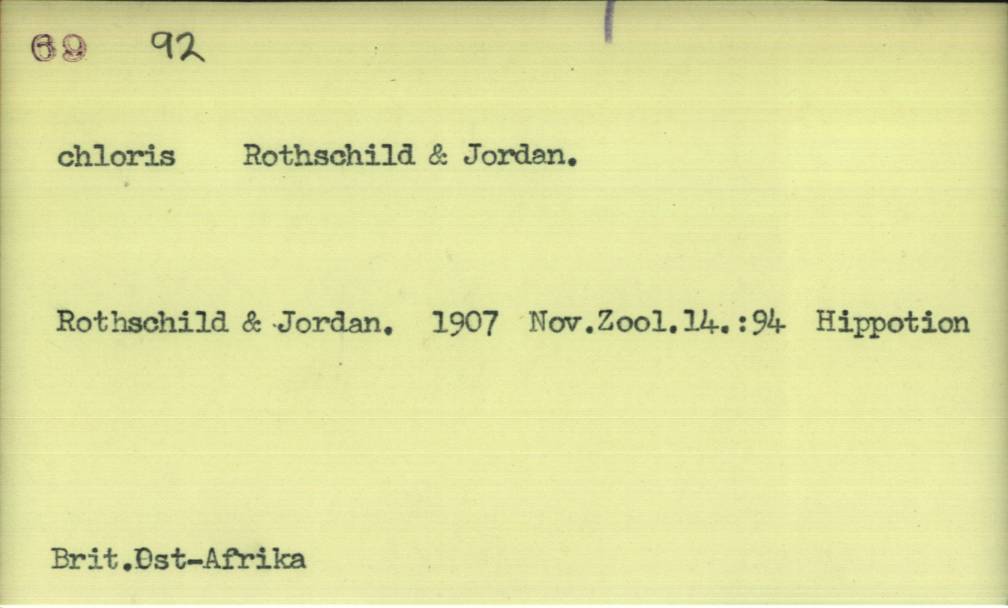 69 92
chloris Rothschild & Jordan.
Rothschild & Jordan. 1907 Nov.Zool.14.:94 Hippotion
Brit.Ost-Afrika